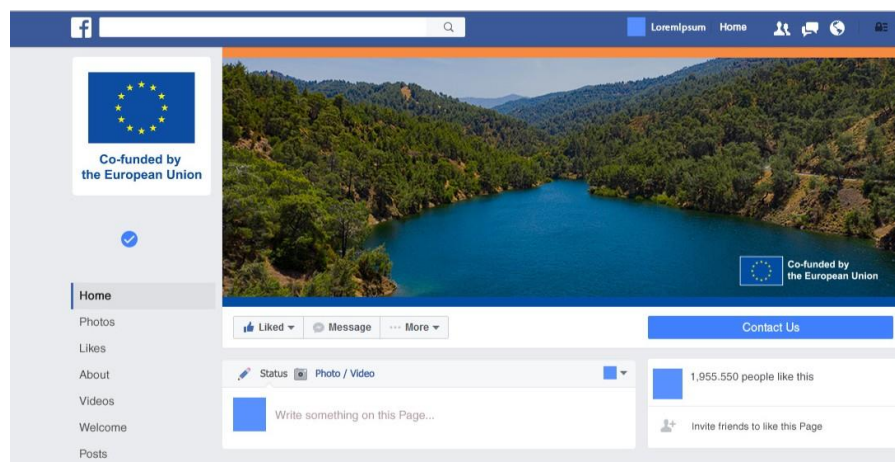 LoremIpsum Home
Co-funded by
the European Union
Co-funded by
the European Union
Home
Photos
Likes
About
Videos
Welcome
Posts
Liked
Message
··· More
Contact Us
Status
Photo / Video
Write something on this Page...
1,955.550 people like this
Invite friends to like this Page